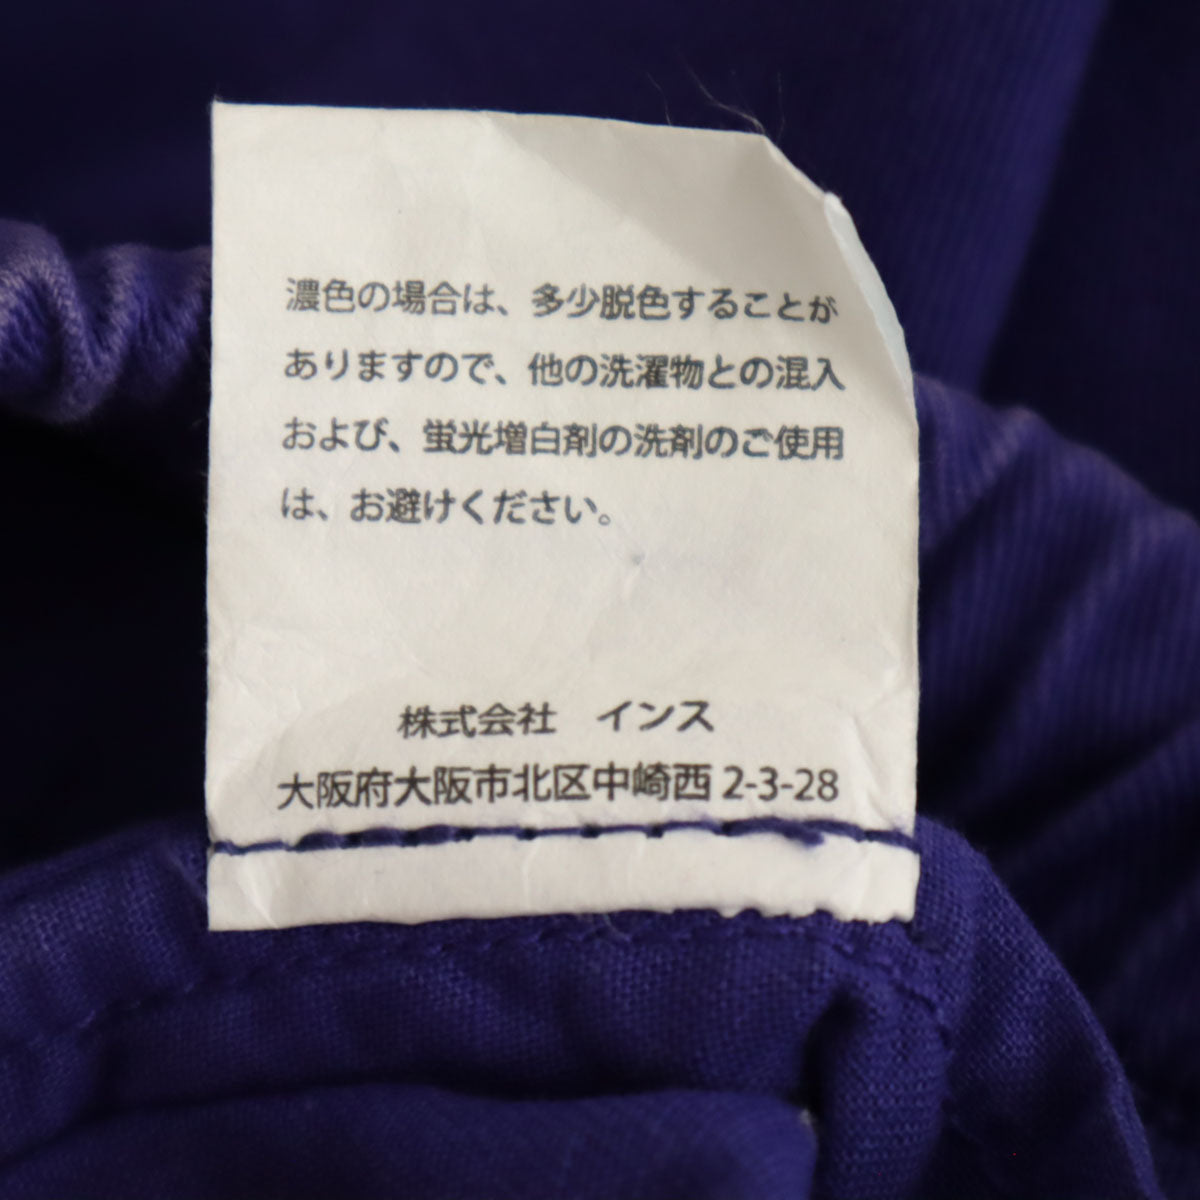 濃色の場合は、多少脱色することが
ありますので、他の洗濯物との混入
および、蛍光増白剤の洗剤のご使用
は、お避けください。
株式会社　インス
大阪府大阪市北区中崎西 2-3-28